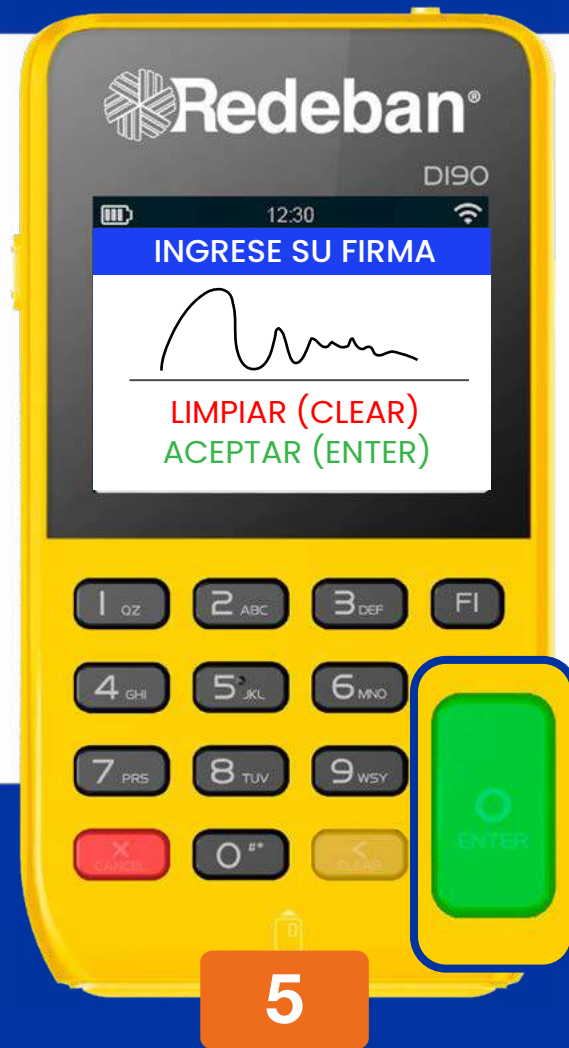 Redeban®
D190
12:30
INGRESE SU FIRMA
LIMPIAR (CLEAR)
ACEPTAR (ENTER)
1 QZ 2 ABC 3 DEF F1
4 GHI 5 JKL 6 MNO
7 PRS 8 TUV 9 WSY
ENTER
X CANCEL 0 #* < CLEAR
5